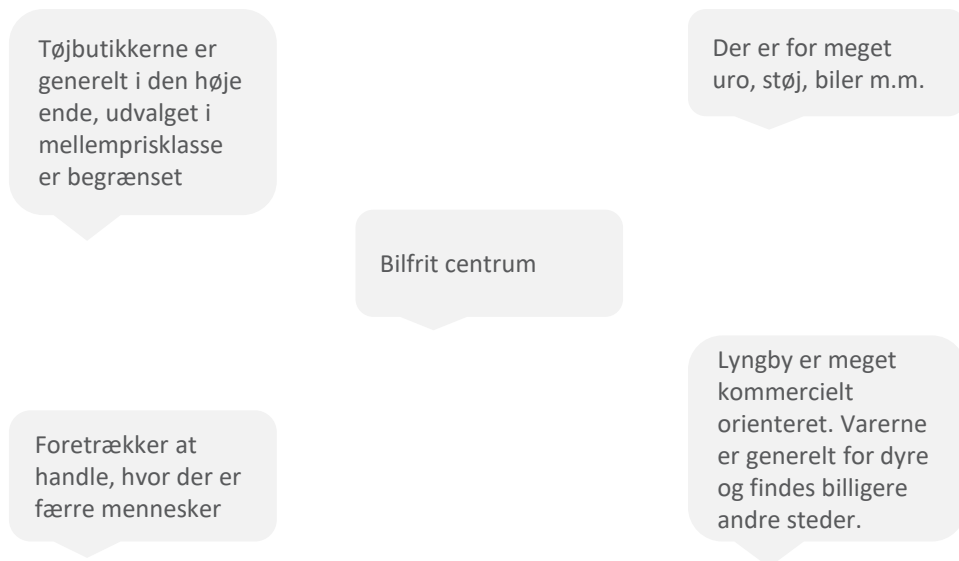 Tøjbutikkerne er
generelt i den høje
ende, udvalget i
mellemprisklasse
er begrænset
Der er for meget
uro, støj, biler m.m.
Bilfrit centrum
Foretrækker at
handle, hvor der er
færre mennesker
Lyngby er meget
kommercielt
orienteret. Varerne
er generelt for dyre
og findes billigere
andre steder.